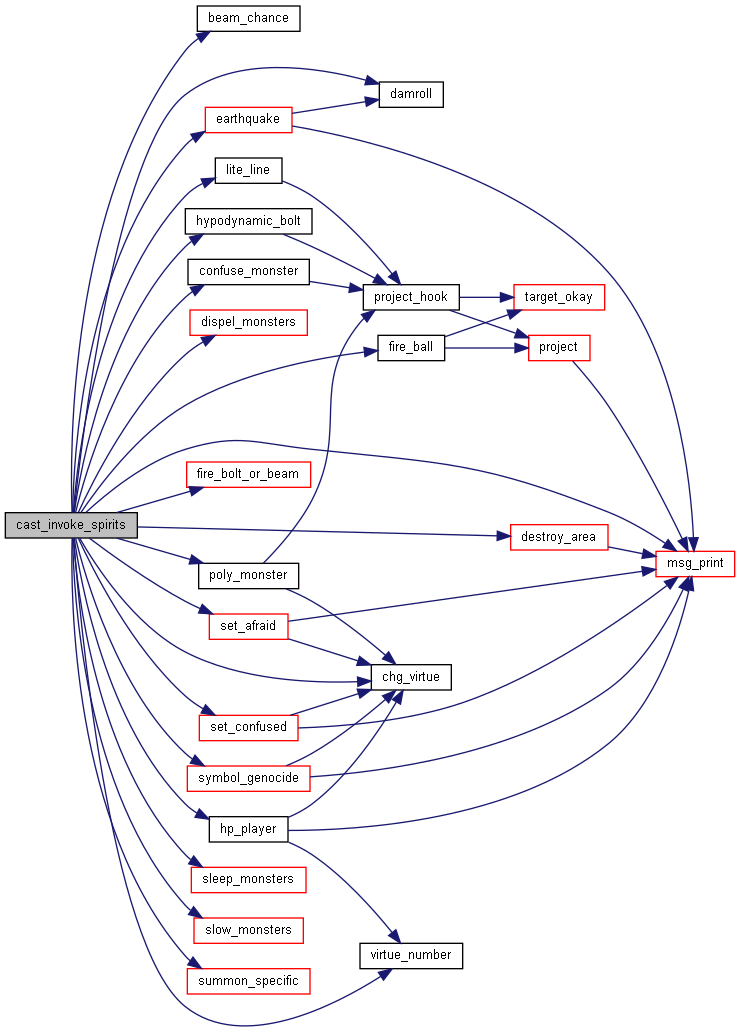 beam_chance
damroll
earthquake
lite_line
hypodynamic_bolt
confuse_monster
project_hook
target_okay
dispel_monsters
fire_ball
project
fire_bolt_or_beam
cast_invoke_spirits
destroy_area
msg_print
poly_monster
set_afraid
chg_virtue
set_confused
symbol_genocide
hp_player
sleep_monsters
slow_monsters
virtue_number
summon_specific